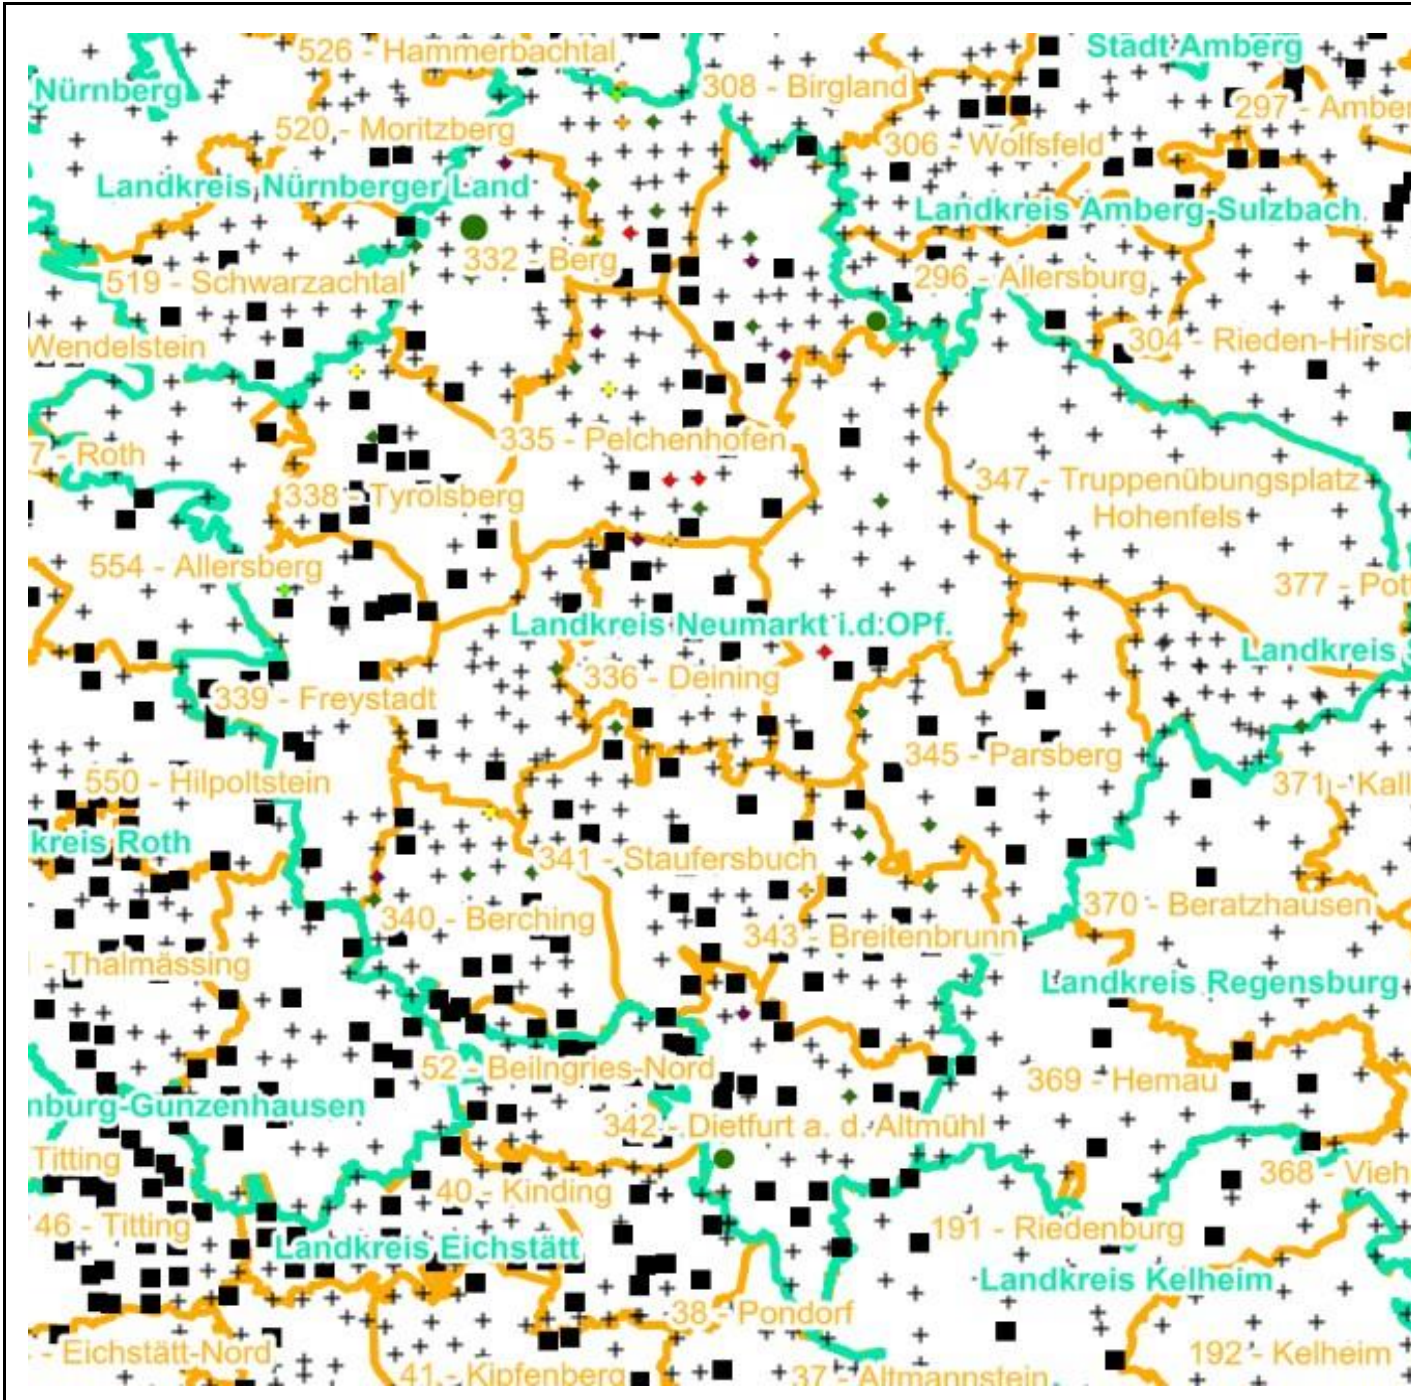 526 - Hammerbachtal
Stadt Amberg
Nürnberg
308 - Birgland
297 - Amber
520 - Moritzberg
306 - Wolfsfeld
Landkreis Nürnberger Land
Landkreis Amberg-Sulzbach
332 - Berg
519 - Schwarzachtal
296 - Allersburg
Wendelstein
304 - Rieden-Hirsch
335 - Pelchenhofen
7 - Roth
347 - Truppenübungsplatz
Hohenfels
338 - Tyrolsberg
554 - Allersberg
377 - Pott
Landkreis Neumarkt i.d.OPf.
Landkreis S
336 - Deining
339 - Freystadt
345 - Parsberg
550 - Hilpoltstein
371 - Kall
kreis Roth
341 - Staufersbuch
370 - Beratzhausen
340 - Berching
343 - Breitenbrunn
- Thalmässing
Landkreis Regensburg
52 - Beilngries-Nord
369 - Hemau
nburg-Gunzenhausen
342 - Dietfurt a. d. Altmühl
Titting
368 - Vieh
40 - Kinding
46 - Titting
191 - Riedenburg
Landkreis Eichstätt
Landkreis Kelheim
38 - Pondorf
- Eichstätt-Nord
192 - Kelheim
41 - Kipfenberg
37 - Altmannstein